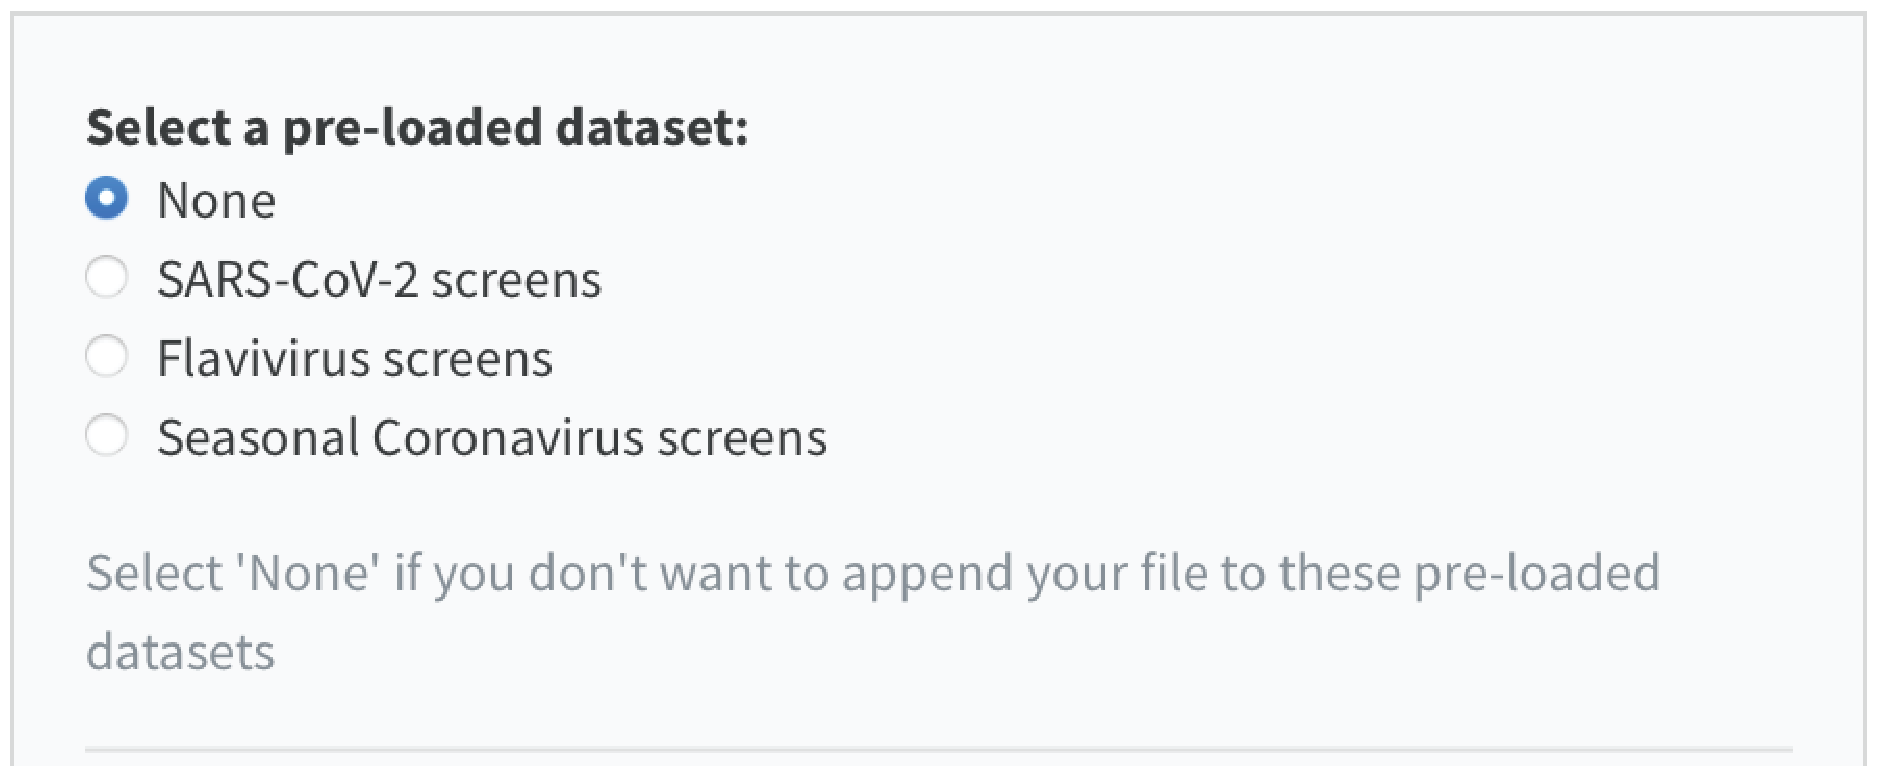 Select a pre-loaded dataset:
None
SARS-CoV-2 screens
Flavivirus screens
Seasonal Coronavirus screens
Select 'None' if you don't want to append your file to these pre-loaded
datasets